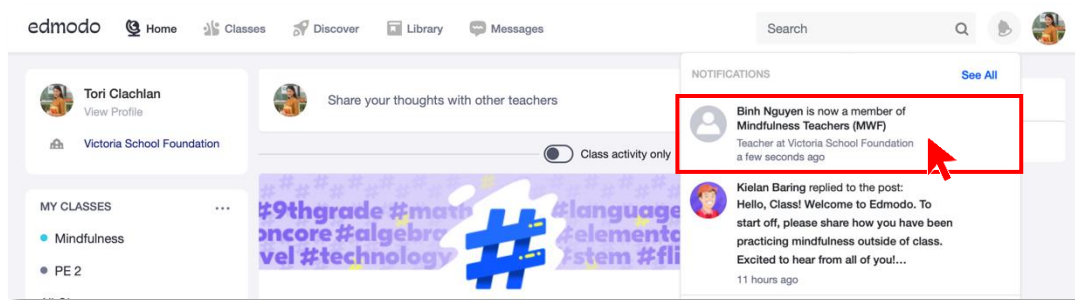 edmodo
Home
Classes
Discover
Library
Messages
Search
Tori Clachlan
View Profile
Victoria School Foundation
MY CLASSES
Mindfulness
PE 2
Share your thoughts with other teachers
Class activity only
#9thgrade #math #language
oncore #algebra #elementa
vel #technology #stem #fli
NOTIFICATIONS
See All
Binh Nguyen is now a member of
Mindfulness Teachers (MWF)
Teacher at Victoria School Foundation
a few seconds ago
Kielan Baring replied to the post:
Hello, Class! Welcome to Edmodo. To
start off, please share how you have been
practicing mindfulness outside of class.
Excited to hear from all of you!...
11 hours ago